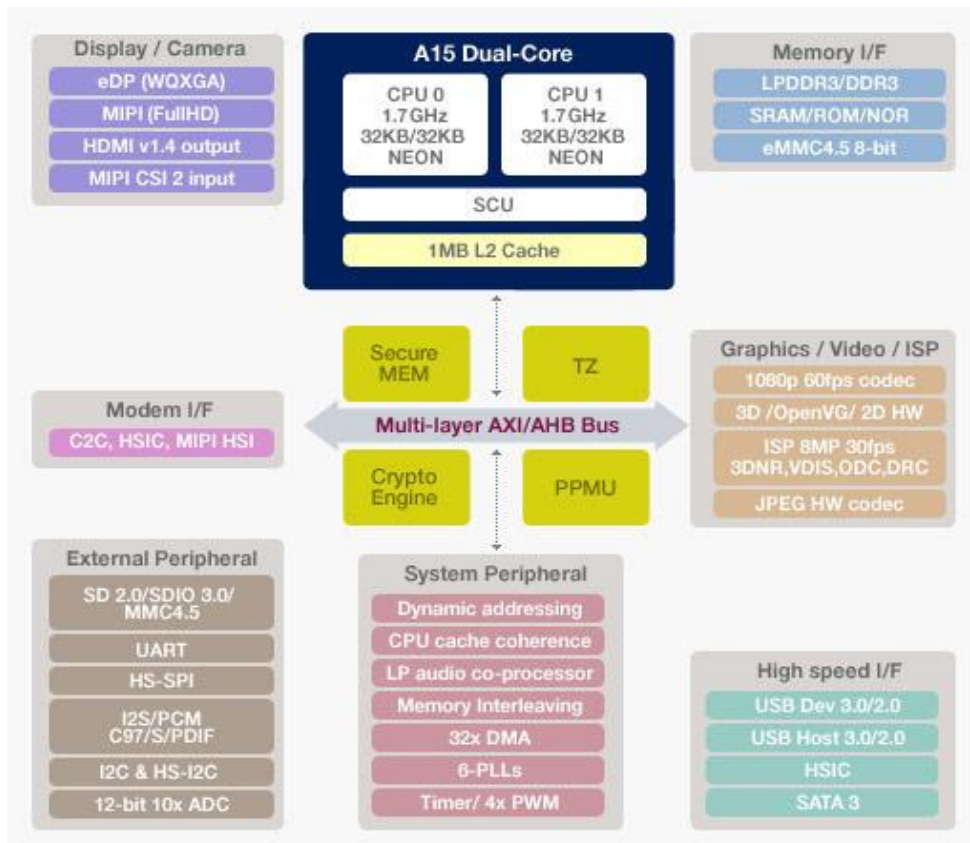 Display / Camera
eDP (WQXGA)
MIPI (FullHD)
HDMI v1.4 output
MIPI CSI 2 input
A15 Dual-Core
CPU 0
1.7GHz
32KB/32KB
NEON
CPU 1
1.7GHz
32KB/32KB
NEON
SCU
1MB L2 Cache
Memory I/F
LPDDR3/DDR3
SRAM/ROM/NOR
eMMC4.5 8-bit
Secure
MEM
TZ
Modem I/F
C2C, HSIC, MIPI HSI
Multi-layer AXI/AHB Bus
Graphics / Video / ISP
1080p 60fps codec
3D /OpenVG/ 2D HW
ISP 8MP 30fps
3DNR,VDIS,ODC,DRC
JPEG HW codec
Crypto
Engine
PPMU
External Peripheral
SD 2.0/SDIO 3.0/
MMC4.5
UART
HS-SPI
I2S/PCM
C97/S/PDIF
I2C & HS-I2C
12-bit 10x ADC
System Peripheral
Dynamic addressing
CPU cache coherence
LP audio co-processor
Memory Interleaving
32x DMA
6-PLLs
Timer/ 4x PWM
High speed I/F
USB Dev 3.0/2.0
USB Host 3.0/2.0
HSIC
SATA 3